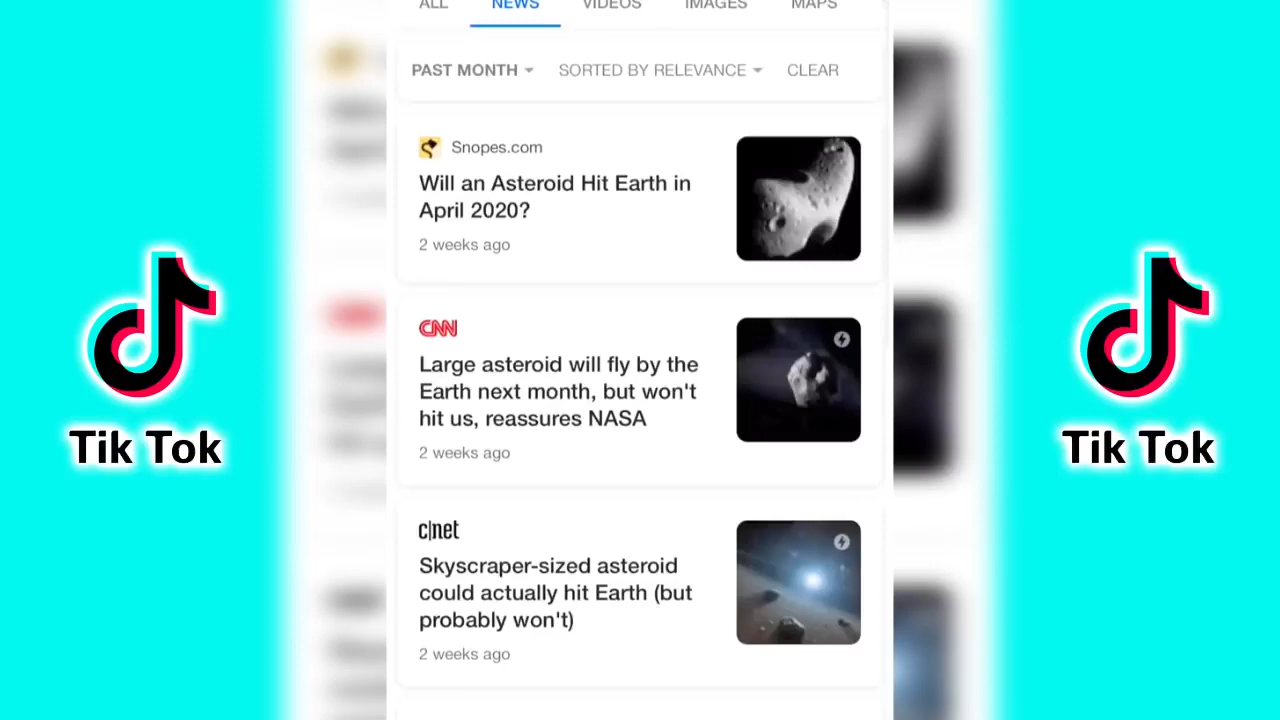 ALL NEWS VIDEOS IMAGES MAPS
PAST MONTH SORTED BY RELEVANCE CLEAR
Snopes.com
Will an Asteroid Hit Earth in
April 2020?
2 weeks ago
CNN
Large asteroid will fly by the
Earth next month, but won't
hit us, reassures NASA
2 weeks ago
c|net
Skyscraper-sized asteroid
could actually hit Earth (but
probably won't)
2 weeks ago
Tik Tok
Tik Tok